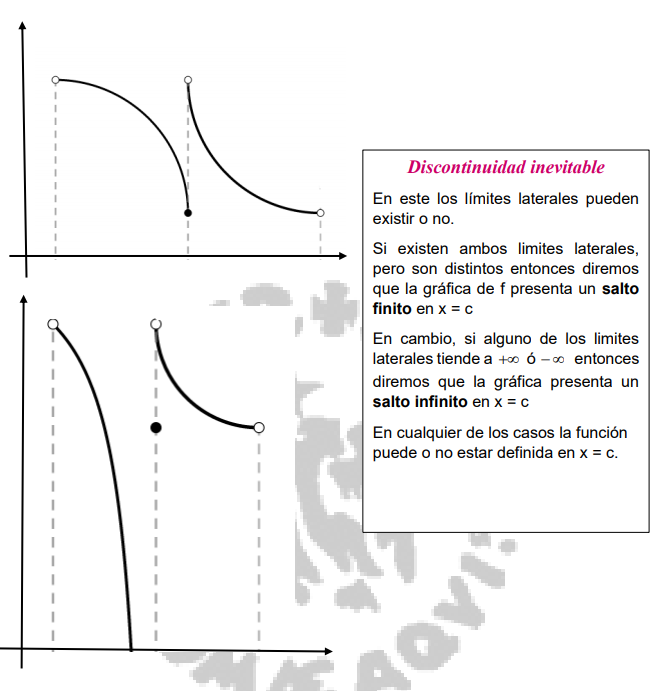 Discontinuidad inevitable
En este los límites laterales pueden
existir o no.
Si existen ambos limites laterales,
pero son distintos entonces diremos
que la gráfica de f presenta un salto
finito en x = c
En cambio, si alguno de los limites
laterales tiende a +∞ ó −∞ entonces
diremos que la gráfica presenta un
salto infinito en x = c
En cualquier de los casos la función
puede o no estar definida en x = c.